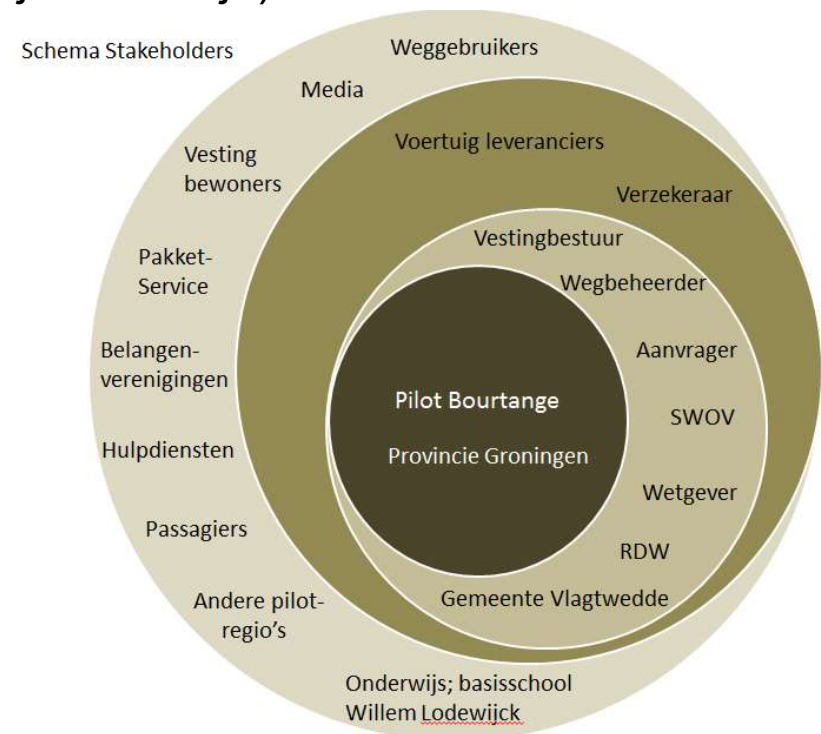 Schema Stakeholders
Weggebruikers
Media
Voertuig leveranciers
Vesting
bewoners
Verzekeraar
Vestingbestuur
Pakket-
Service
Wegbeheerder
Belangen-
verenigingen
Aanvrager
Pilot Bourtange
SWOV
Hulpdiensten
Provincie Groningen
Wetgever
Passagiers
RDW
Andere pilot-
regio's
Gemeente Vlagtwedde
Onderwijs; basisschool
Willem Lodewijck